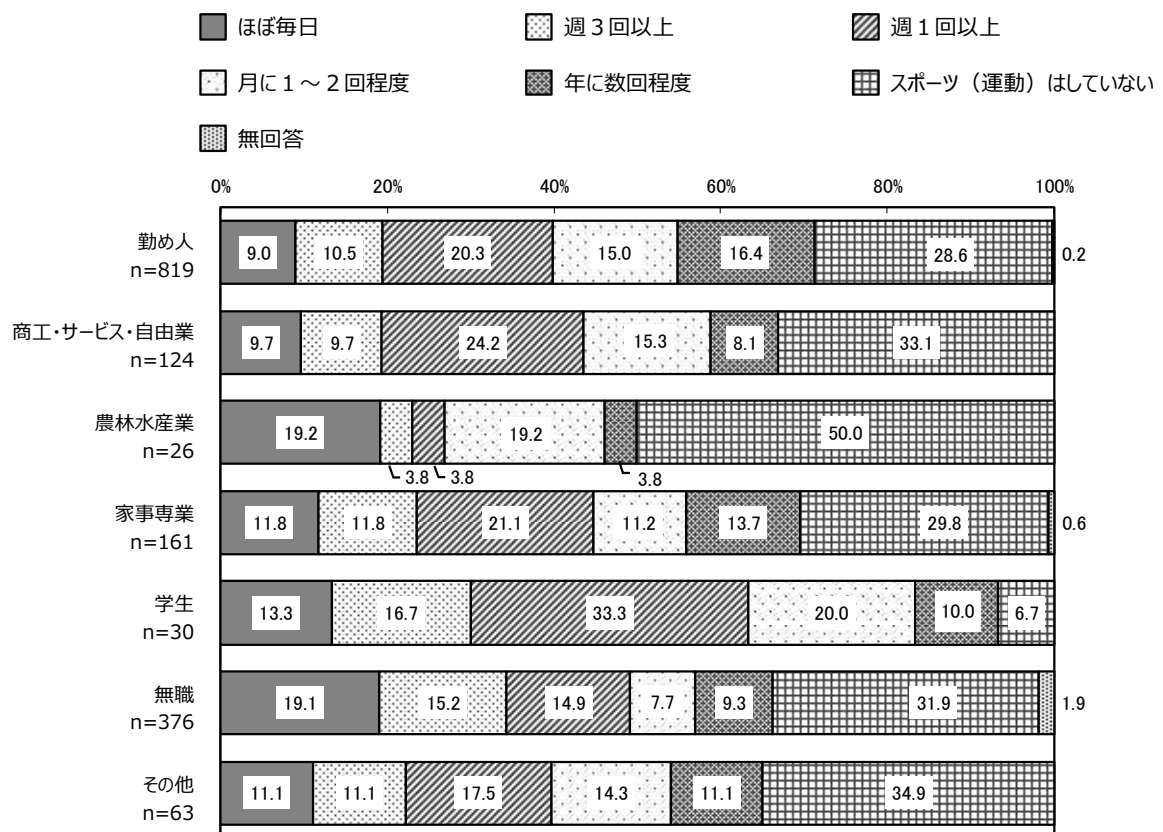 ほぼ毎日 週３回以上 週１回以上
月に１～２回程度 年に数回程度 スポーツ（運動）はしていない
無回答
0% 20% 40% 60% 80% 100%
勤め人
n=819
9.0 10.5 20.3 15.0 16.4 28.6 0.2
商工・サービス・自由業
n=124
9.7 9.7 24.2 15.3 8.1 33.1
農林水産業
n=26
19.2 19.2 50.0
3.8 3.8 3.8
家事専業
n=161
11.8 11.8 21.1 11.2 13.7 29.8 0.6
学生
n=30
13.3 16.7 33.3 20.0 10.0 6.7
無職
n=376
19.1 15.2 14.9 7.7 9.3 31.9 1.9
その他
n=63
11.1 11.1 17.5 14.3 11.1 34.9